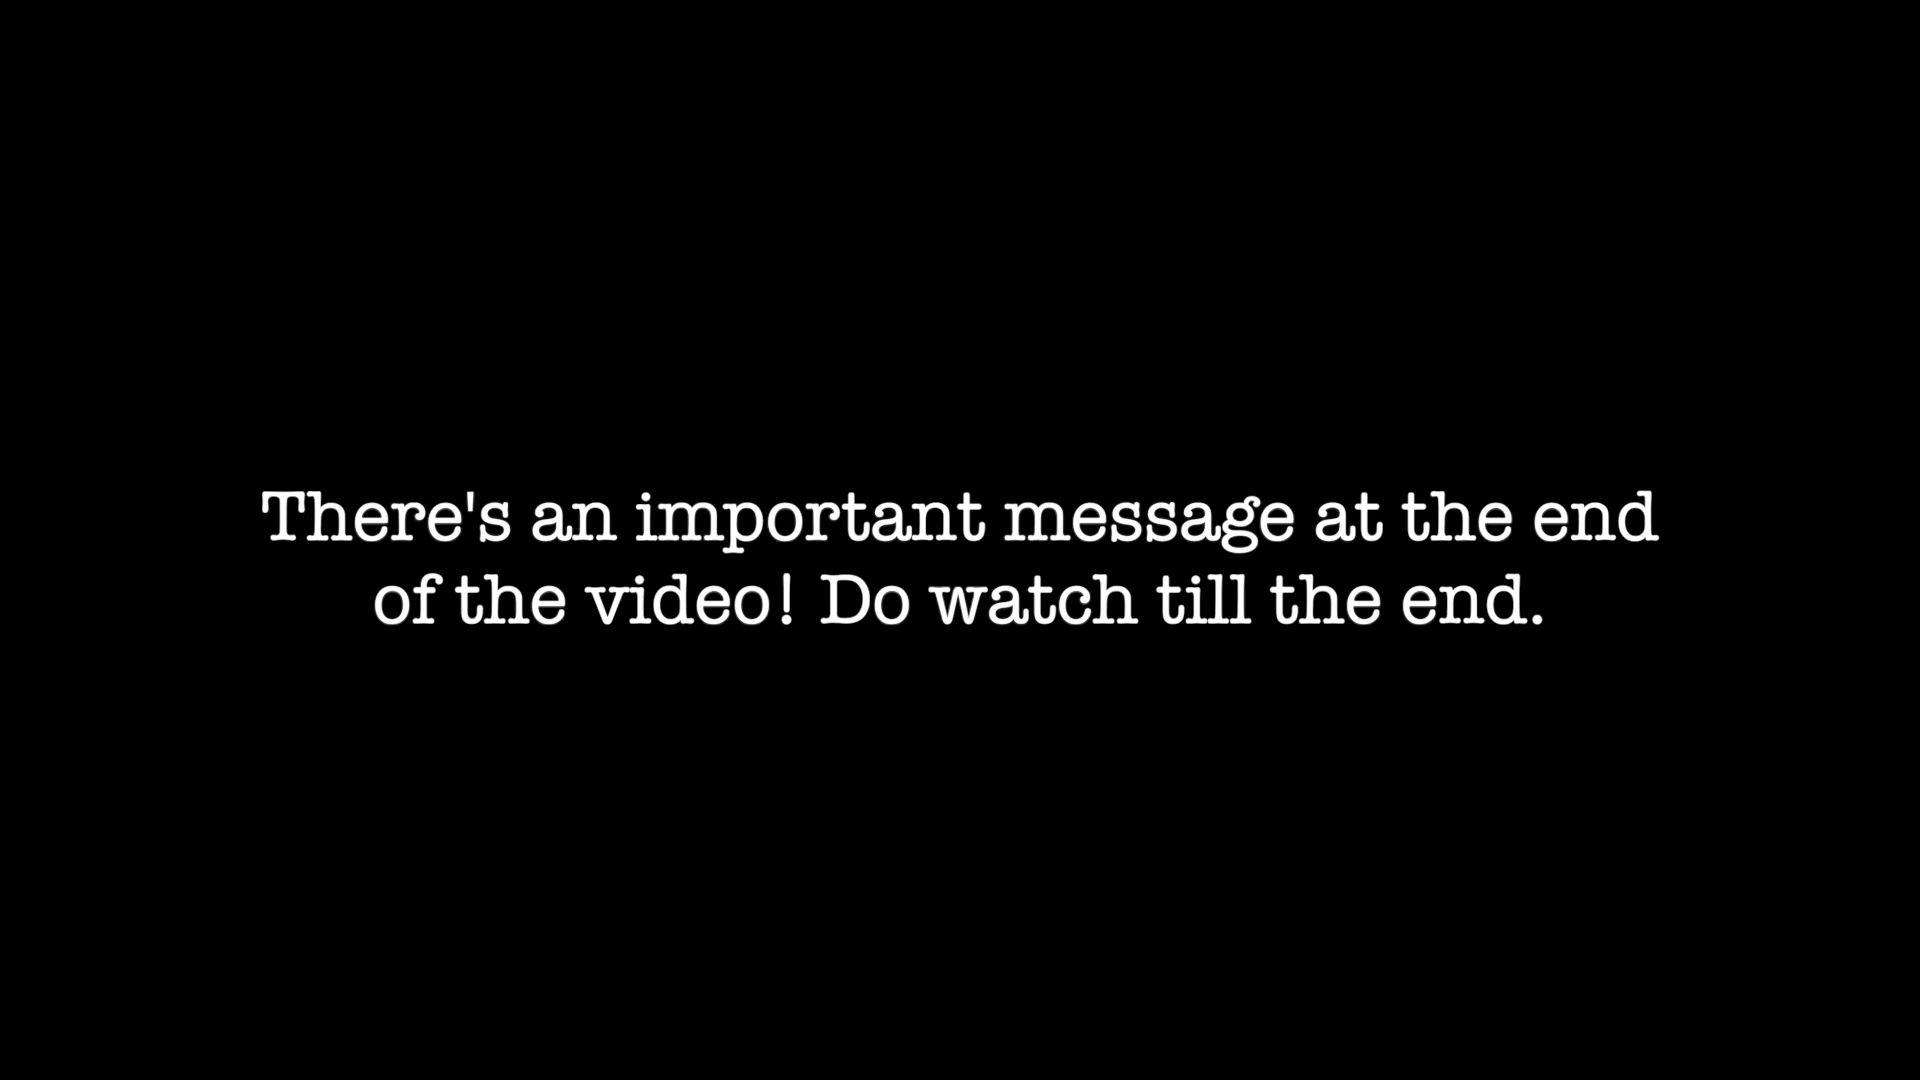 There's an important message at the end
of the video! Do watch till the end.